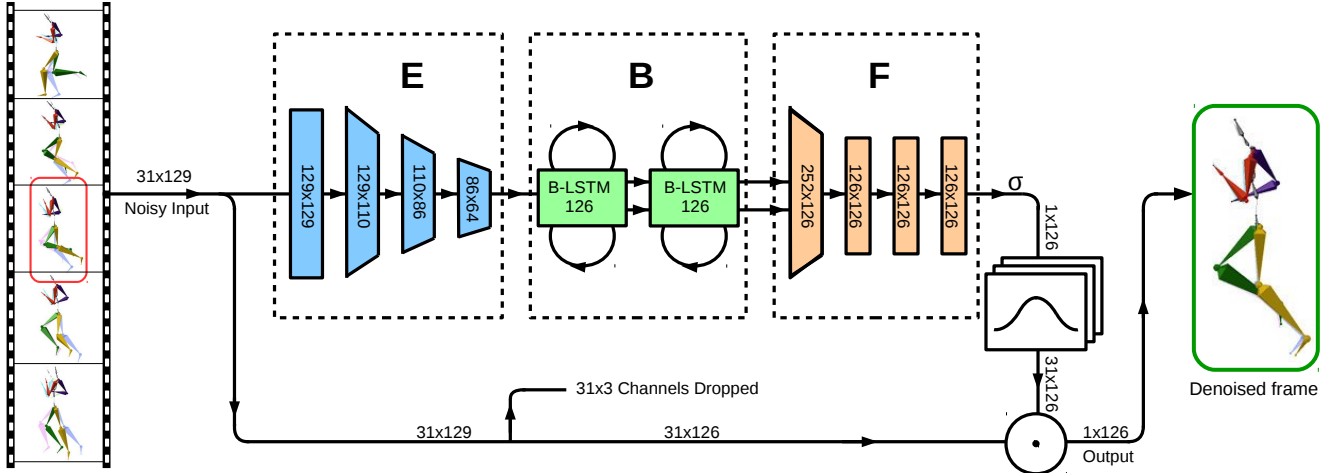 E
B
F
31x129
Noisy Input
129x129
129x110
110x86
86x64
B-LSTM
126
B-LSTM
126
252x126
126x126
126x126
126x126
σ
1x126
31x126
31x3 Channels Dropped
31x129
31x126
1x126
Output
Denoised frame